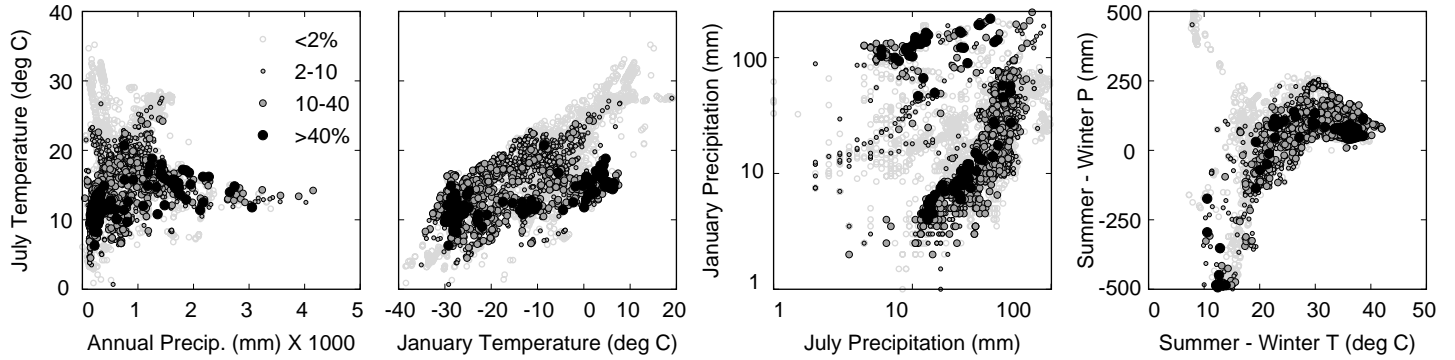 July Temperature (deg C)
40
30
20
10
0
<2%
2-10
10-40
>40%
0 1 2 3 4 5
Annual Precip. (mm) X 1000
-40 -30 -20 -10 0 10 20
January Temperature (deg C)
January Precipitation (mm)
100
10
1
1 10 100
July Precipitation (mm)
Summer - Winter P (mm)
500
250
0
-250
-500
0 10 20 30 40 50
Summer - Winter T (deg C)